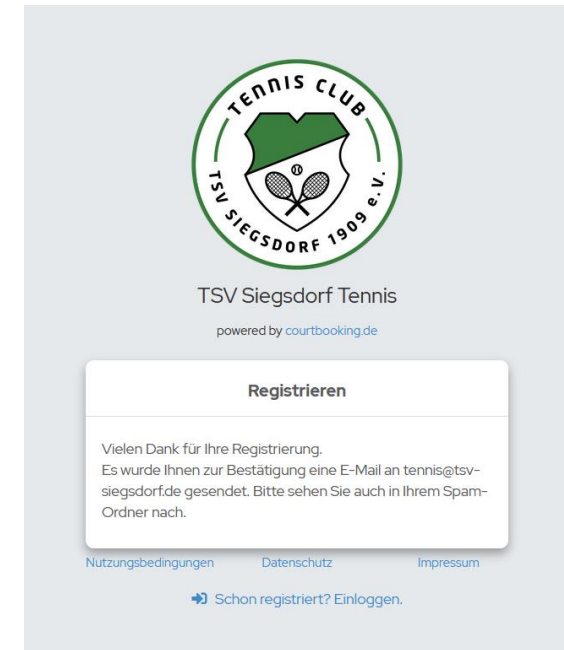 TENNIS CLUB
TSV SIEGSDORF 1909 e.V.
TSV Siegsdorf Tennis
powered by courtbooking.de
Registrieren
Vielen Dank für Ihre Registrierung.
Es wurde Ihnen zur Bestätigung eine E-Mail an tennis@tsv-
siegsdorf.de gesendet. Bitte sehen Sie auch in Ihrem Spam-
Ordner nach.
Nutzungsbedingungen Datenschutz Impressum
Schon registriert? Einloggen.